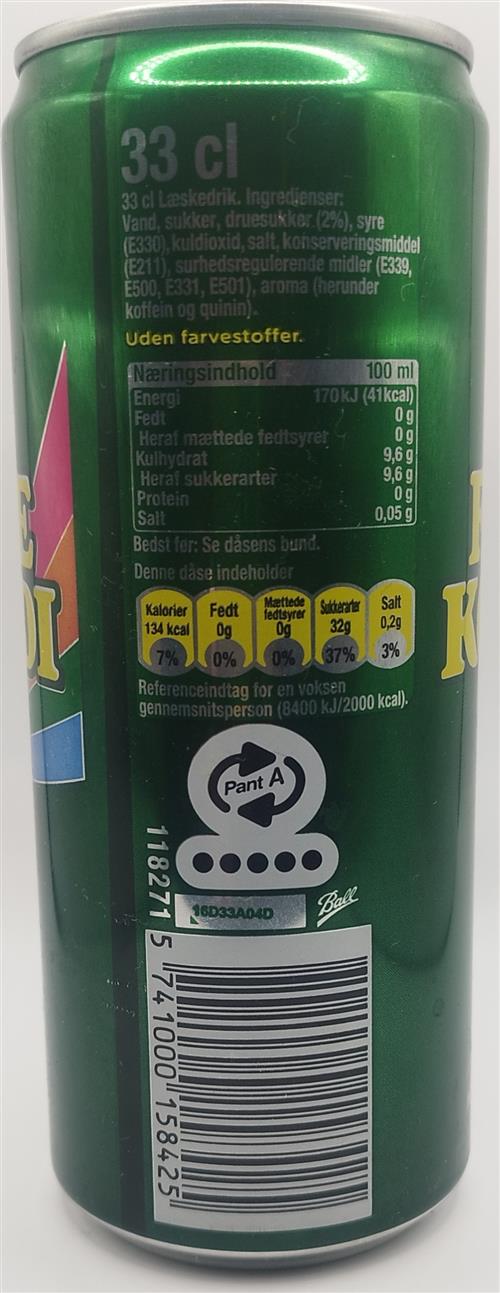 33 cl
33 cl Læskedrik. Ingredienser:
Vand, sukker, druesukker (2%), syre
(E330), kuldioxid, salt, konserveringsmiddel
(E211), surhedsregulerende midler (E339,
E500, E331, E501), aroma (herunder
koffein og quinin).
Uden farvestoffer.
Næringsindhold 100 ml
Energi 170 kJ (41kcal)
Fedt 0 g
Heraf mættede fedtsyrer 0 g
Kulhydrat 9,6 g
Heraf sukkerarter 9,6 g
Protein 0 g
Salt 0,05 g
Bedst før: Se dåsens bund.
Denne dåse indeholder
Kalorier 134 kcal 7%
Fedt 0g 0%
Mættede fedtsyrer 0g 0%
Sukkerarter 32g 37%
Salt 0,2g 3%
Referenceindtag for en voksen
gennemsnitsperson (8400 kJ/2000 kcal).
Pant A
118271
16D33A04D
Ball
5 741000 158425